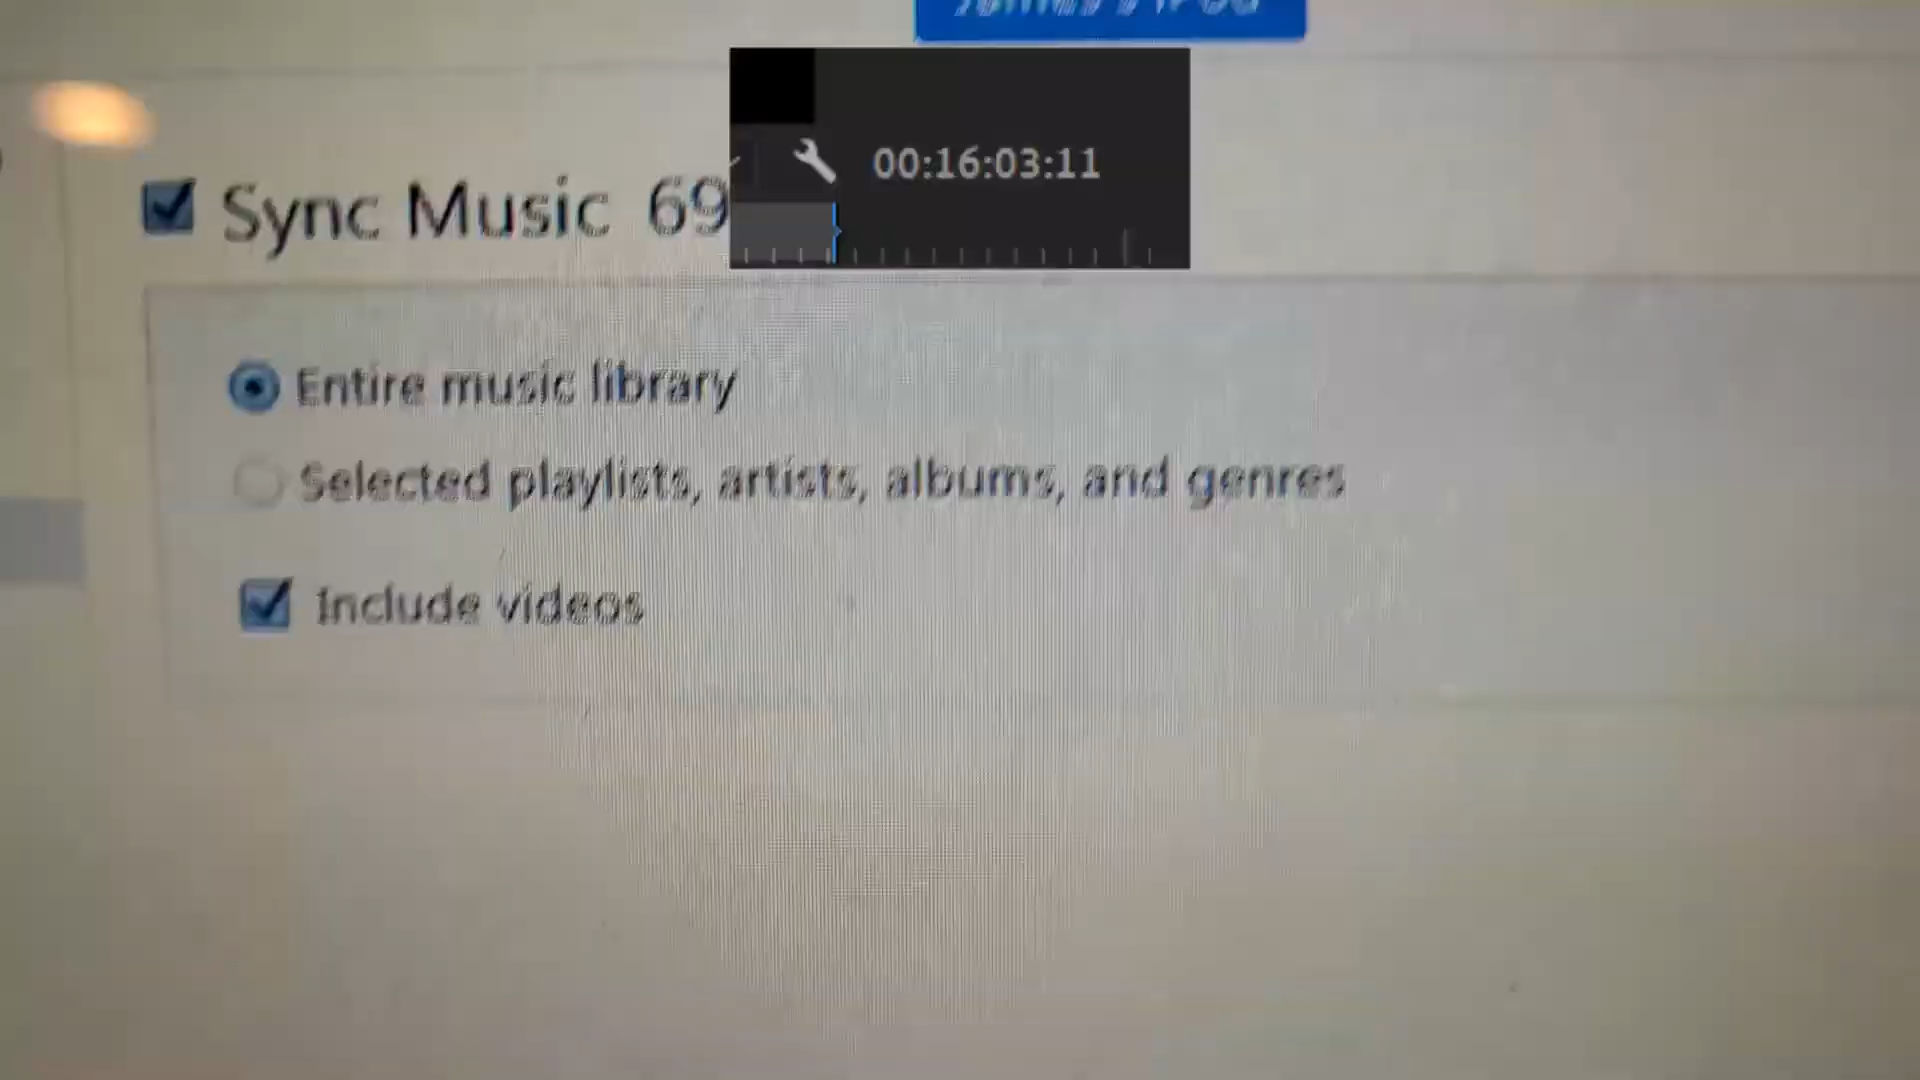 00:16:03:11
Sync Music 69
Entire music library
Selected playlists, artists, albums, and genres
Include videos